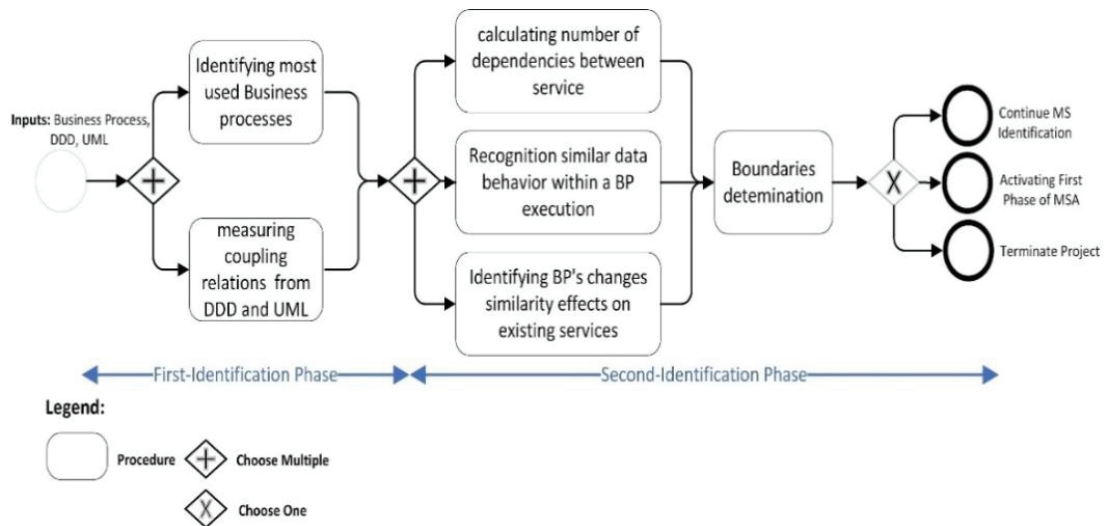 Inputs: Business Process,
DDD, UML
Identifying most
used Business
processes
measuring
coupling
relations from
DDD and UML
calculating number of
dependencies between
service
Recognition similar data
behavior within a BP
execution
Identifying BP's changes
similarity effects on
existing services
Boundaries
detemination
X
Continue MS
Identification
Activating First
Phase of MSA
Terminate Project
First-Identification Phase
Second-Identification Phase
Legend:
Procedure
Choose Multiple
X
Choose One